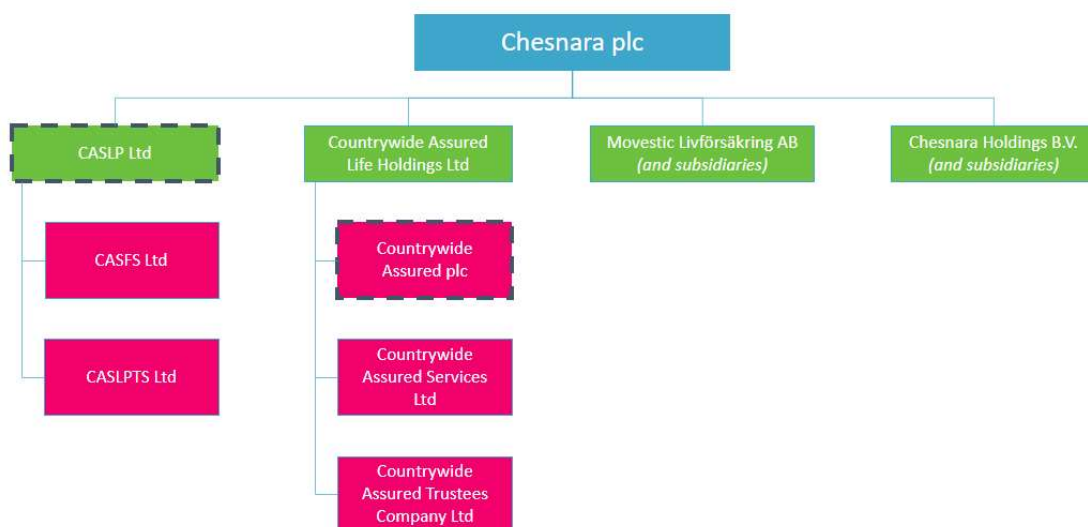 Chesnara plc
CASLP Ltd
Countrywide Assured
Life Holdings Ltd
Movestic Livförsäkring AB
(and subsidiaries)
Chesnara Holdings B.V.
(and subsidiaries)
CASFS Ltd
Countrywide
Assured plc
CASLPTS Ltd
Countrywide
Assured Services
Ltd
Countrywide
Assured Trustees
Company Ltd